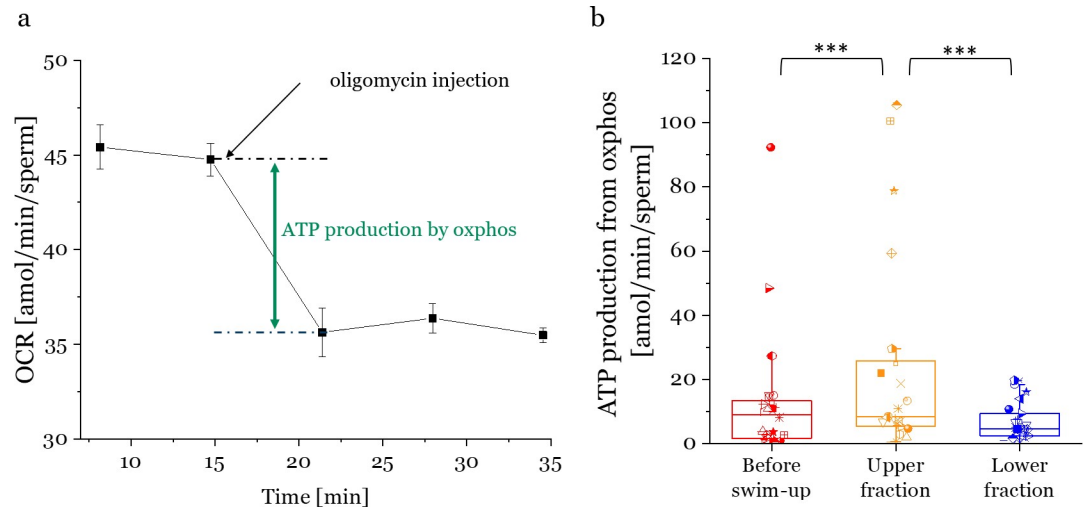 a
OCR [amol/min/sperm]
50
45
40
35
30
oligomycin injection
ATP production by oxphos
10
15
20
25
30
35
Time [min]
b
ATP production from oxphos
[amol/min/sperm]
120
100
80
60
40
20
0
***
***
Before
swim-up
Upper
fraction
Lower
fraction